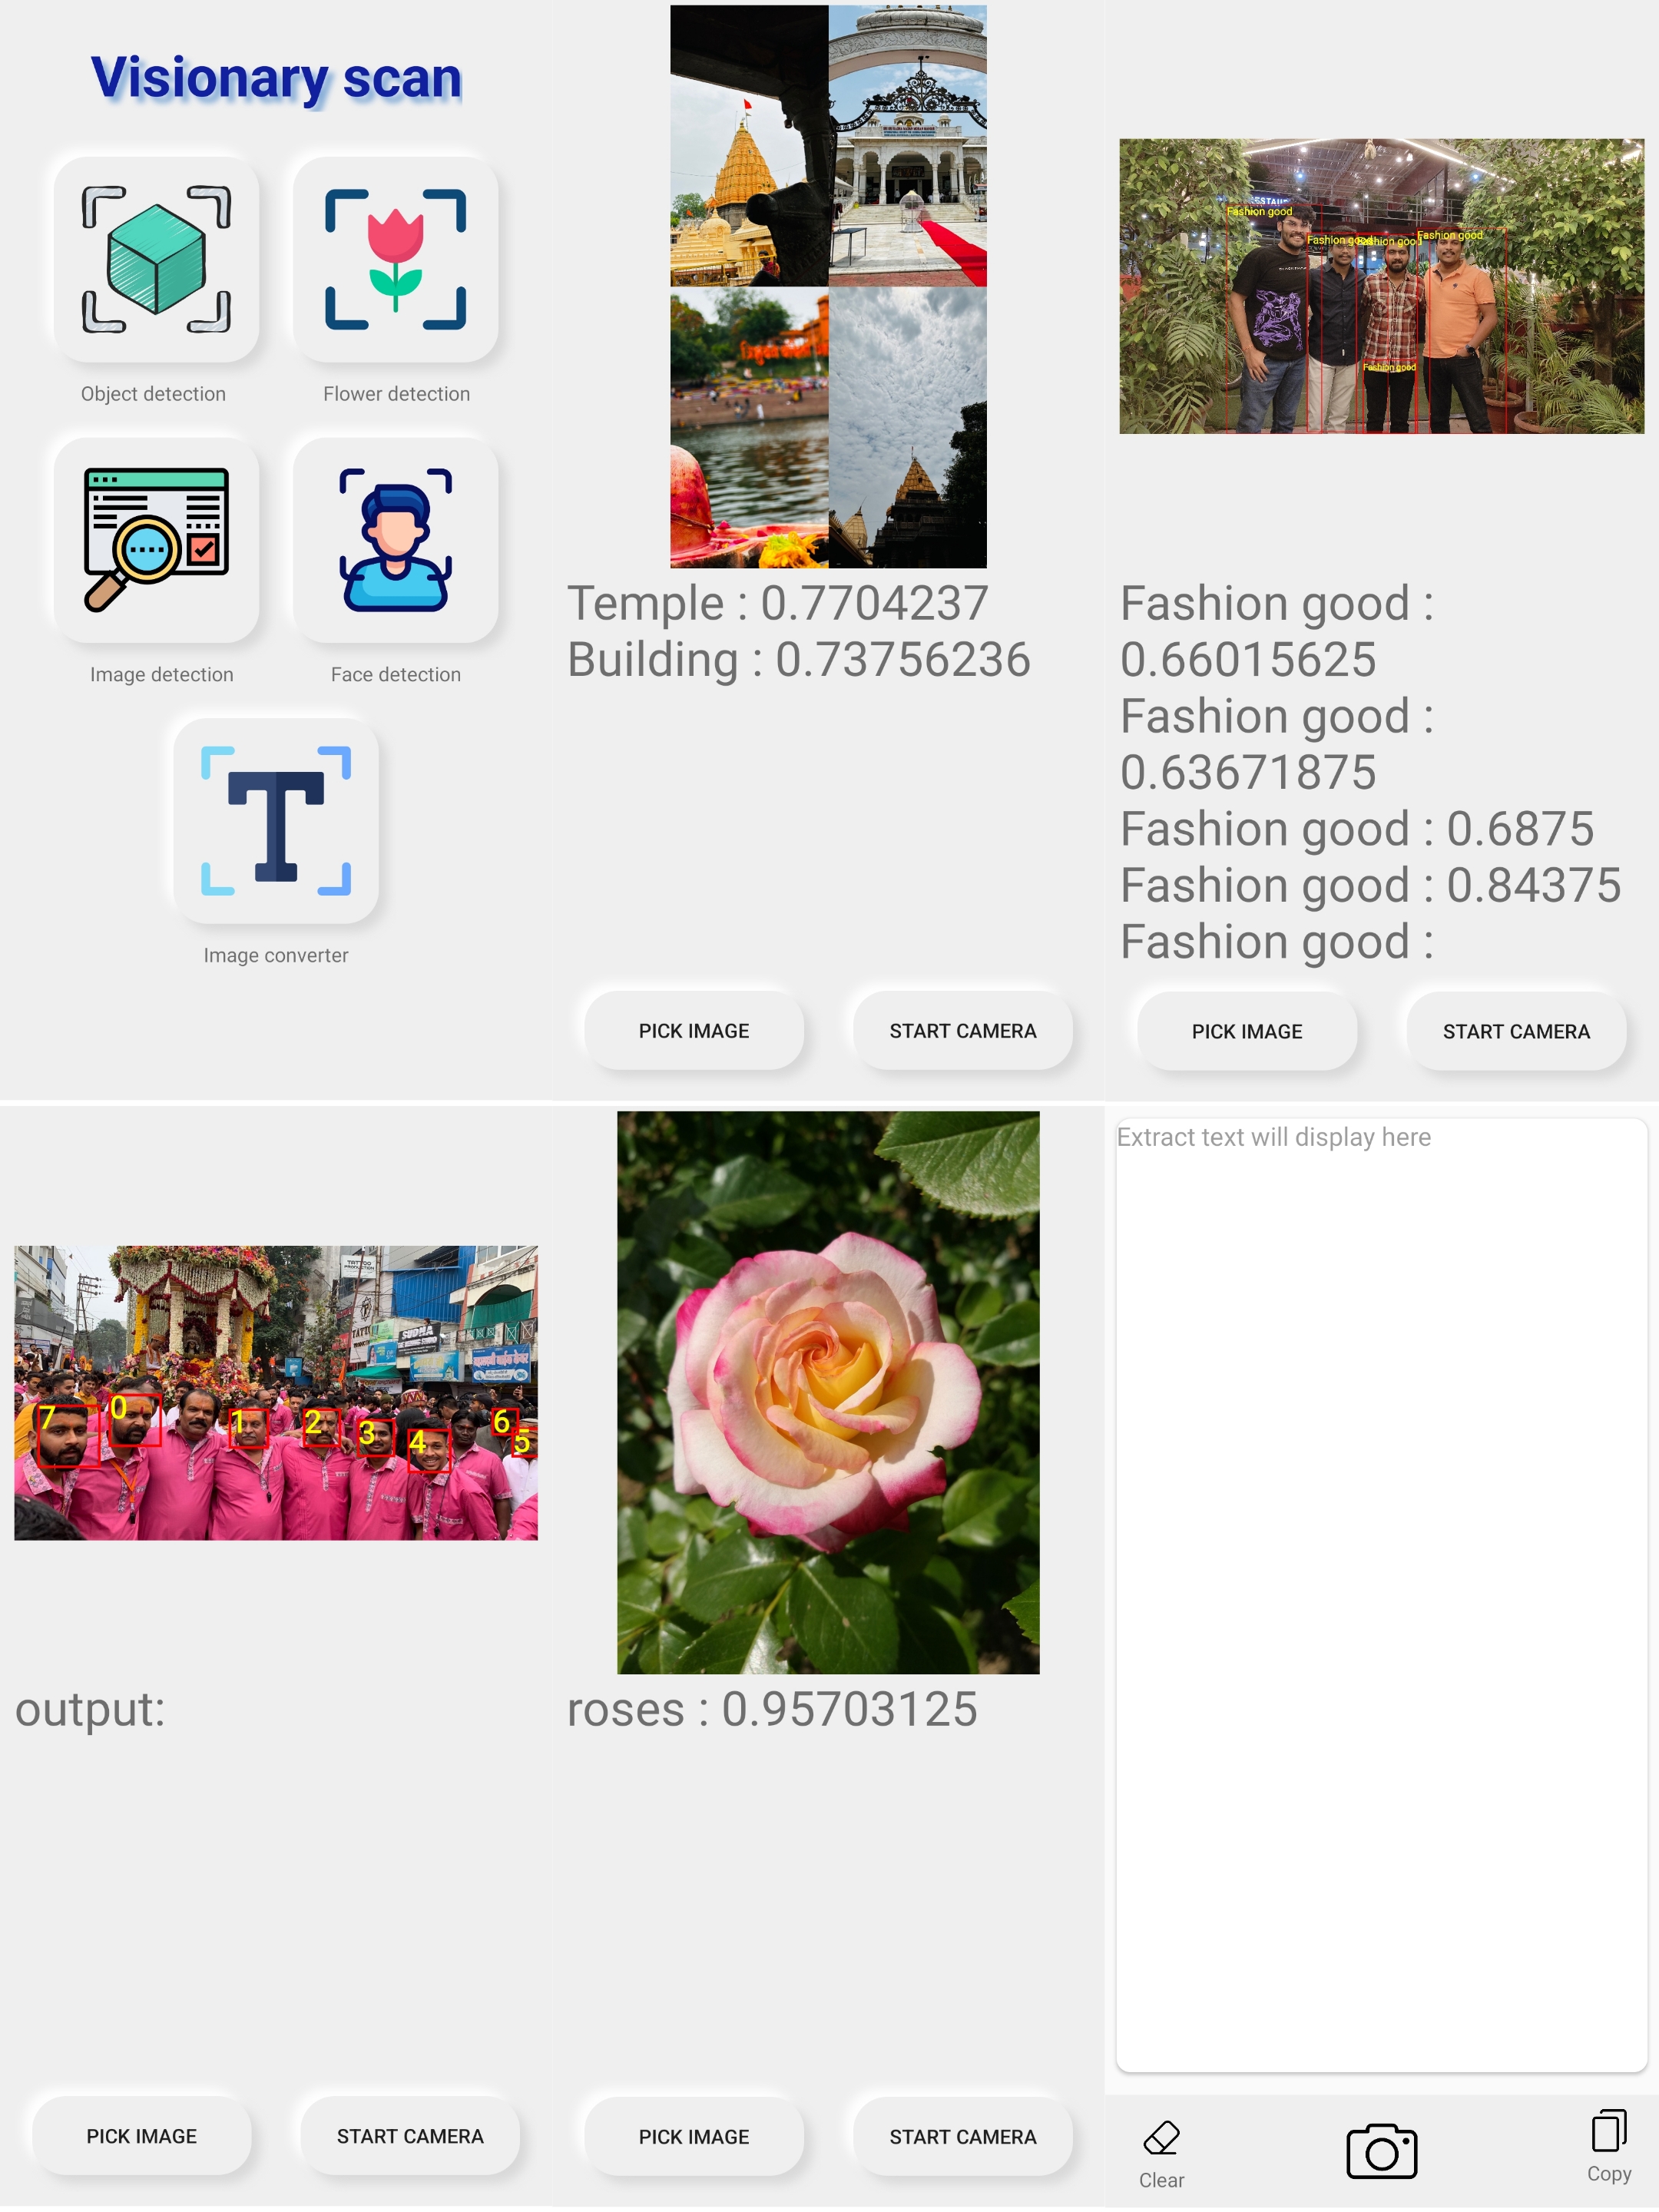 Visionary scan
Object detection
Flower detection
Image detection
Face detection
Image converter
Temple : 0.7704237
Building : 0.73756236
PICK IMAGE
START CAMERA
Fashion good
Fashion good
Fashion good
Fashion good
Fashion good
Fashion good :
0.66015625
Fashion good :
0.63671875
Fashion good : 0.6875
Fashion good : 0.84375
Fashion good :
PICK IMAGE
START CAMERA
TATTOO
SUDHA
7
0
1
2
3
4
6
5
output:
PICK IMAGE
START CAMERA
roses : 0.95703125
PICK IMAGE
START CAMERA
Extract text will display here
Clear
Copy